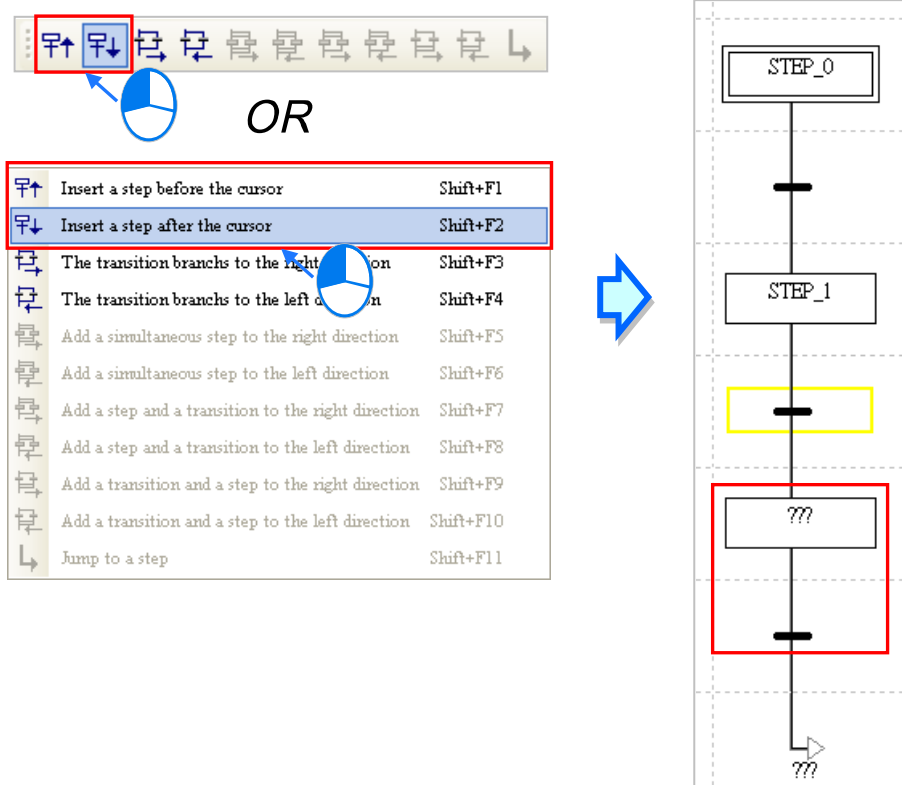 OR
Insert a step before the cursor Shift+F1
Insert a step after the cursor Shift+F2
The transition branchs to the right ion Shift+F3
The transition branchs to the left d n Shift+F4
Add a simultaneous step to the right direction Shift+F5
Add a simultaneous step to the left direction Shift+F6
Add a step and a transition to the right direction Shift+F7
Add a step and a transition to the left direction Shift+F8
Add a transition and a step to the right direction Shift+F9
Add a transition and a step to the left direction Shift+F10
Jump to a step Shift+F11
STEP_0
STEP_1
???
???